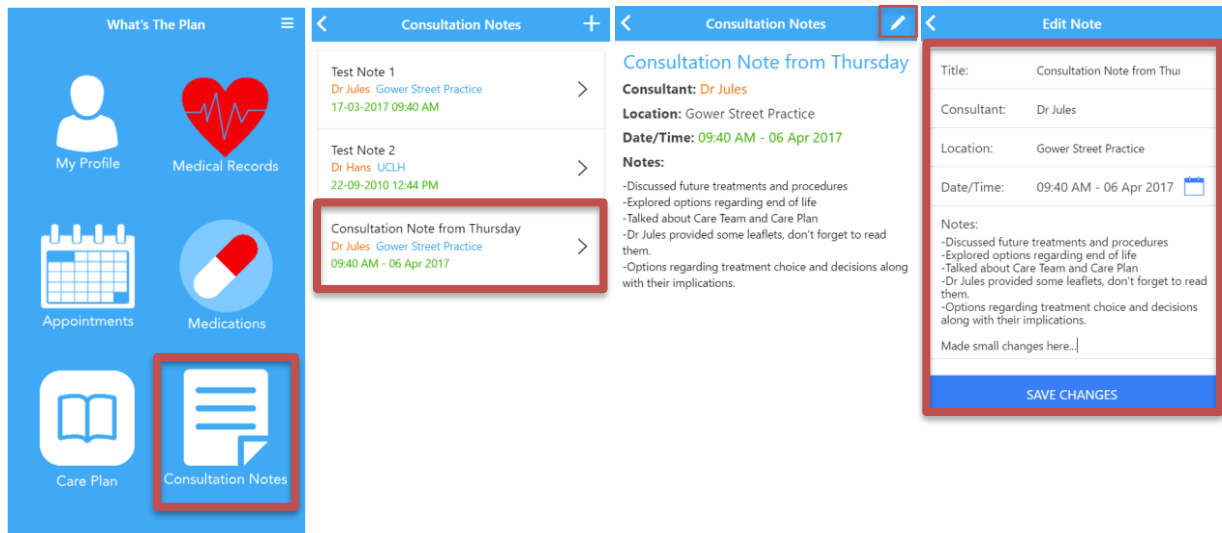 What's The Plan
My Profile
Medical Records
Appointments
Medications
Care Plan
Consultation Notes
Consultation Notes
Test Note 1
Dr Jules Gower Street Practice
17-03-2017 09:40 AM
Test Note 2
Dr Hans UCLH
22-09-2010 12:44 PM
Consultation Note from Thursday
Dr Jules Gower Street Practice
09:40 AM - 06 Apr 2017
Consultation Notes
Consultation Note from Thursday
Consultant: Dr Jules
Location: Gower Street Practice
Date/Time: 09:40 AM - 06 Apr 2017
Notes:
-Discussed future treatments and procedures
-Explored options regarding end of life
-Talked about Care Team and Care Plan
-Dr Jules provided some leaflets, don't forget to read
them.
-Options regarding treatment choice and decisions along
with their implications.
Edit Note
Title: Consultation Note from Thur
Consultant: Dr Jules
Location: Gower Street Practice
Date/Time: 09:40 AM - 06 Apr 2017
Notes:
-Discussed future treatments and procedures
-Explored options regarding end of life
-Talked about Care Team and Care Plan
-Dr Jules provided some leaflets, don't forget to read
them.
-Options regarding treatment choice and decisions
along with their implications.
Made small changes here...
SAVE CHANGES